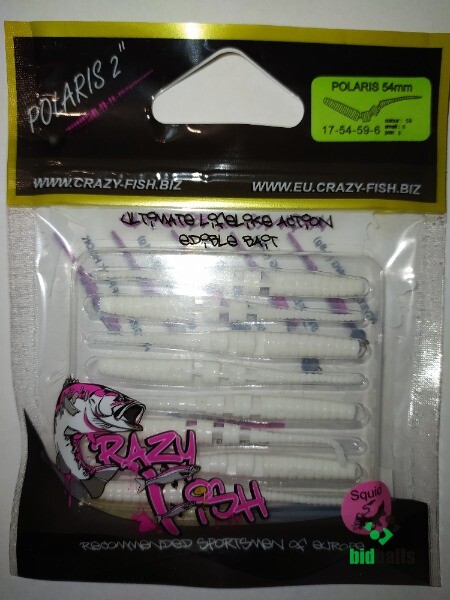 POLARIS 2"
POLARIS 54mm
17-54-59-6
WWW.CRAZY-FISH.BIZ
WWW.EU.CRAZY-FISH.BIZ
ULTIMATE LIFELIKE ACTION
EDIBLE BAIT
CRAZY
FISH
Squid
RECOMMENDED SPORTSMEN OF EUROPE
bidbaits